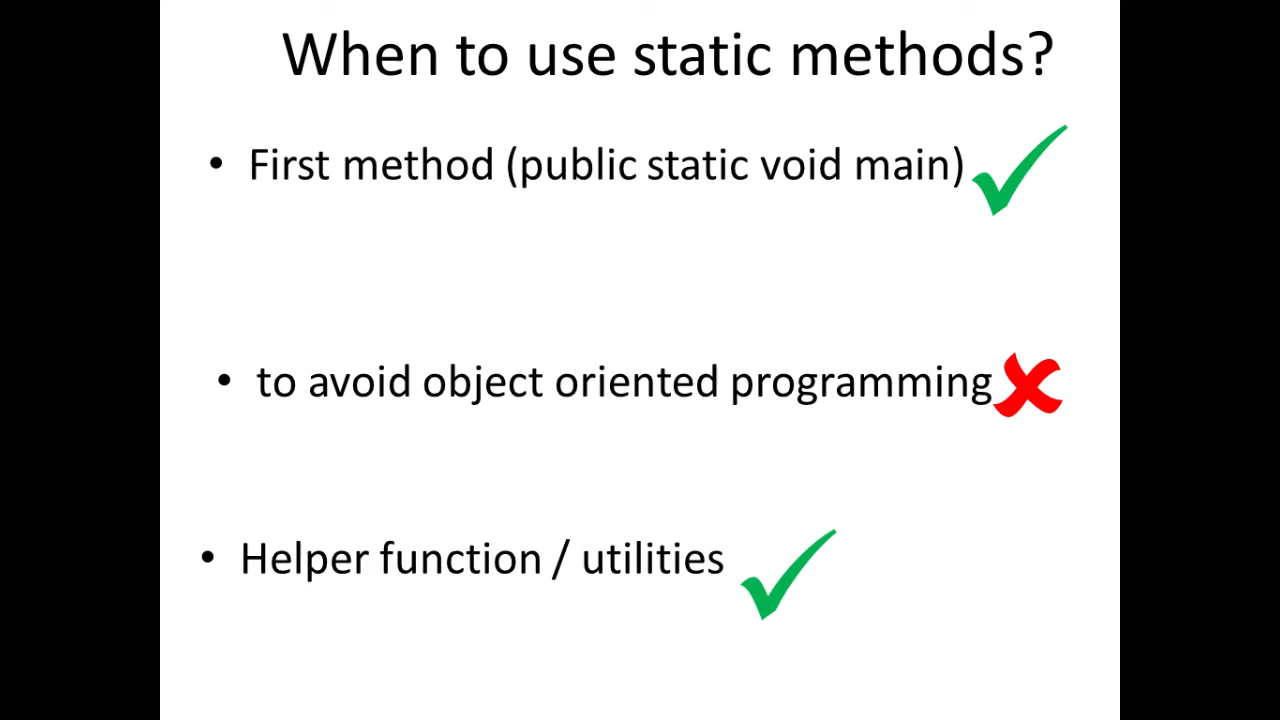 When to use static methods?
• First method (public static void main)
• to avoid object oriented programming
• Helper function / utilities